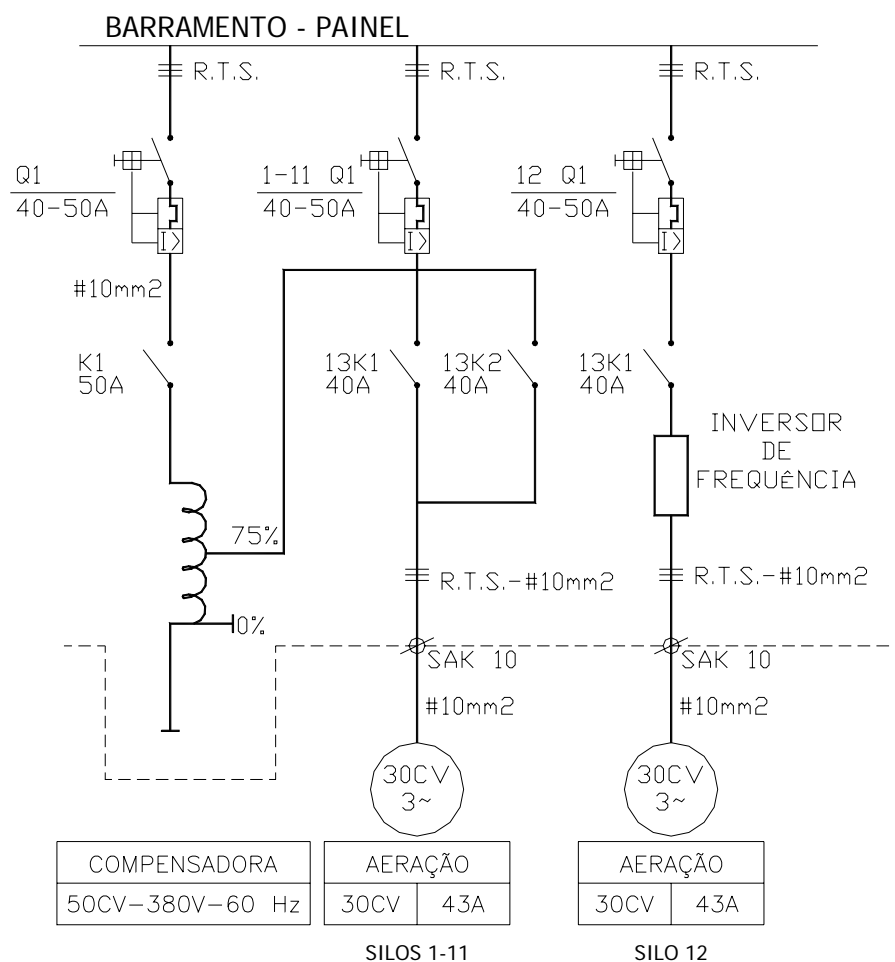 BARRAMENTO - PAINEL
R.T.S. R.T.S. R.T.S.
Q1 1-11 Q1 12 Q1
40-50A 40-50A 40-50A
I> I> I>
#10mm2
K1 13K1 13K2 13K1
50A 40A 40A 40A
INVERSOR
DE
FREQUÊNCIA
75%
R.T.S.-#10mm2 R.T.S.-#10mm2
0%
SAK 10 SAK 10
#10mm2 #10mm2
30CV 30CV
3~ 3~
COMPENSADORA AERAÇÃO AERAÇÃO
50CV-380V-60 Hz 30CV 43A 30CV 43A
SILOS 1-11 SILO 12